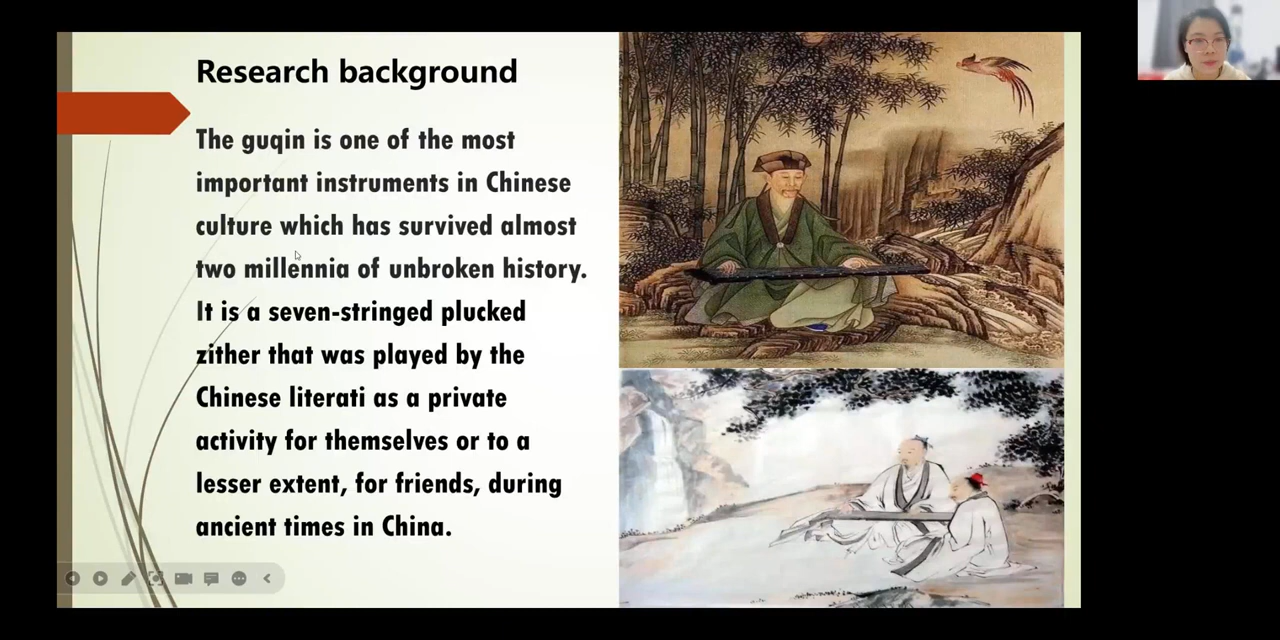 Research background
The guqin is one of the most
important instruments in Chinese
culture which has survived almost
two millennia of unbroken history.
It is a seven-stringed plucked
zither that was played by the
Chinese literati as a private
activity for themselves or to a
lesser extent, for friends, during
ancient times in China.